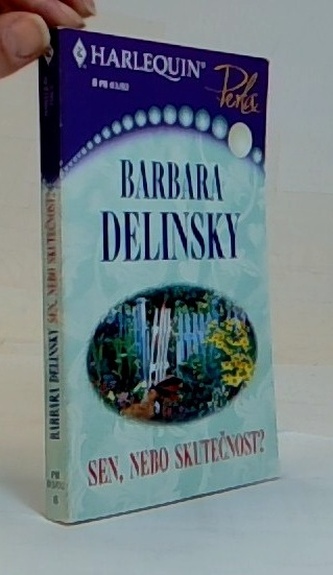 HARLEQUIN®
Perla
BARBARA
DELINSKY
SEN, NEBO SKUTEČNOST?
BARBARA DELINSKY SEN, NEBO SKUTEČNOST?